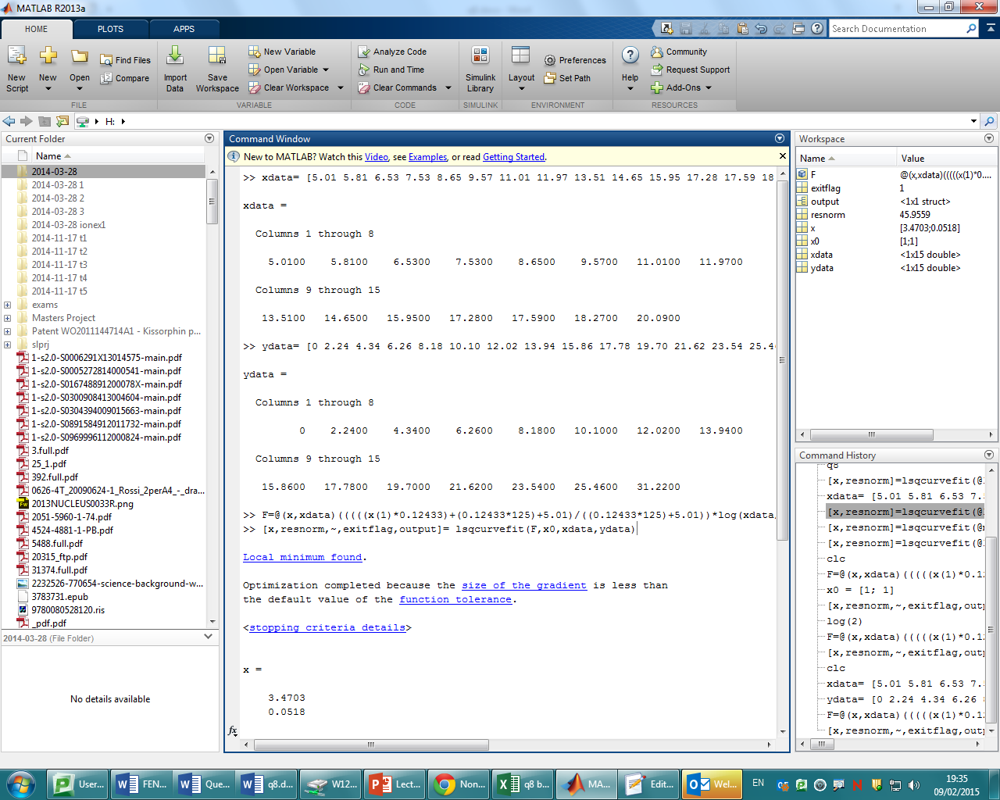 MATLAB R2013a
HOME
PLOTS
APPS
Search Documentation
New Script
New
Open
Find Files
Compare
FILE
Import Data
Save Workspace
New Variable
Open Variable
Clear Workspace
VARIABLE
Analyze Code
Run and Time
Clear Commands
CODE
Simulink Library
SIMULINK
Layout
Preferences
Set Path
ENVIRONMENT
Help
Community
Request Support
Add-Ons
RESOURCES
H:
Current Folder
Name
2014-03-28
2014-03-28 1
2014-03-28 2
2014-03-28 3
2014-03-28 ionex1
2014-11-17 t1
2014-11-17 t2
2014-11-17 t3
2014-11-17 t4
2014-11-17 t5
exams
Masters Project
Patent WO2011144714A1 - Kissorphin p...
slprj
1-s2.0-S0006291X13014575-main.pdf
1-s2.0-S0005272814000541-main.pdf
1-s2.0-S016748891200078X-main.pdf
1-s2.0-S0300908413004604-main.pdf
1-s2.0-S0304394009015663-main.pdf
1-s2.0-S0891584912011732-main.pdf
1-s2.0-S0969996112000824-main.pdf
3.full.pdf
25_1.pdf
392.full.pdf
0626-4T_20090624-1_Rossi_2perA4_-_dra...
2013NUCLEUS0033R.png
2051-5960-1-74.pdf
4524-4881-1-PB.pdf
5488.full.pdf
20315_ftp.pdf
31374.full.pdf
2232526-770654-science-background-w...
3783731.epub
9780080528120.ris
_pdf.pdf
2014-03-28 (File Folder)
No details available
Command Window
New to MATLAB? Watch this Video, see Examples, or read Getting Started.
>> xdata= [5.01 5.81 6.53 7.53 8.65 9.57 11.01 11.97 13.51 14.65 15.95 17.28 17.59 18
xdata =
Columns 1 through 8
5.0100 5.8100 6.5300 7.5300 8.6500 9.5700 11.0100 11.9700
Columns 9 through 15
13.5100 14.6500 15.9500 17.2800 17.5900 18.2700 20.0900
>> ydata= [0 2.24 4.34 6.26 8.18 10.10 12.02 13.94 15.86 17.78 19.70 21.62 23.54 25.4
ydata =
Columns 1 through 8
0 2.2400 4.3400 6.2600 8.1800 10.1000 12.0200 13.9400
Columns 9 through 15
15.8600 17.7800 19.7000 21.6200 23.5400 25.4600 31.2200
>> F=@(x,xdata)(((((x(1)*0.12433)+(0.12433*125)+5.01)/((0.12433*125)+5.01))*log(xdata
>> [x,resnorm,~,exitflag,output]= lsqcurvefit(F,x0,xdata,ydata)
Local minimum found.
Optimization completed because the size of the gradient is less than
the default value of the function tolerance.
<stopping criteria details>
x =
3.4703
0.0518
fx
Workspace
Name Value
F @(x,xdata)(((((x(1)*0....
exitflag 1
output <1x1 struct>
resnorm 45.9559
x [3.4703;0.0518]
x0 [1;1]
xdata <1x15 double>
ydata <1x15 double>
Command History
q8
[x,resnorm]=lsqcurvefit(@
xdata= [5.01 5.81 6.53 7.5
[x,resnorm]=lsqcurvefit(@
[x,resnorm]=lsqcurvefit(@
[x,resnorm]=lsqcurvefit(@
clc
F=@(x,xdata)(((((x(1)*0.1
x0 = [1; 1]
[x,resnorm,~,exitflag,outp
log(2)
F=@(x,xdata)(((((x(1)*0.1
[x,resnorm,~,exitflag,outp
clc
xdata= [5.01 5.81 6.53 7.
ydata= [0 2.24 4.34 6.26
F=@(x,xdata)(((((x(1)*0.1
[x,resnorm,~,exitflag,outp
User...
FEN...
Que...
q8.d...
W12...
Lect...
Non...
q8 b...
MA...
Edit...
Wel...
EN
19:35
09/02/2015